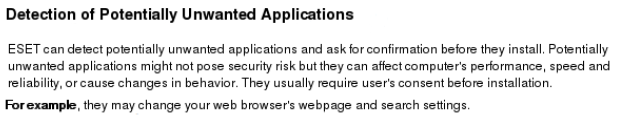 Detection of Potentially Unwanted Applications
ESET can detect potentially unwanted applications and ask for confirmation before they install. Potentially
unwanted applications might not pose security risk but they can affect computer's performance, speed and
reliability, or cause changes in behavior. They usually require user's consent before installation.
For example, they may change your web browser's webpage and search settings.